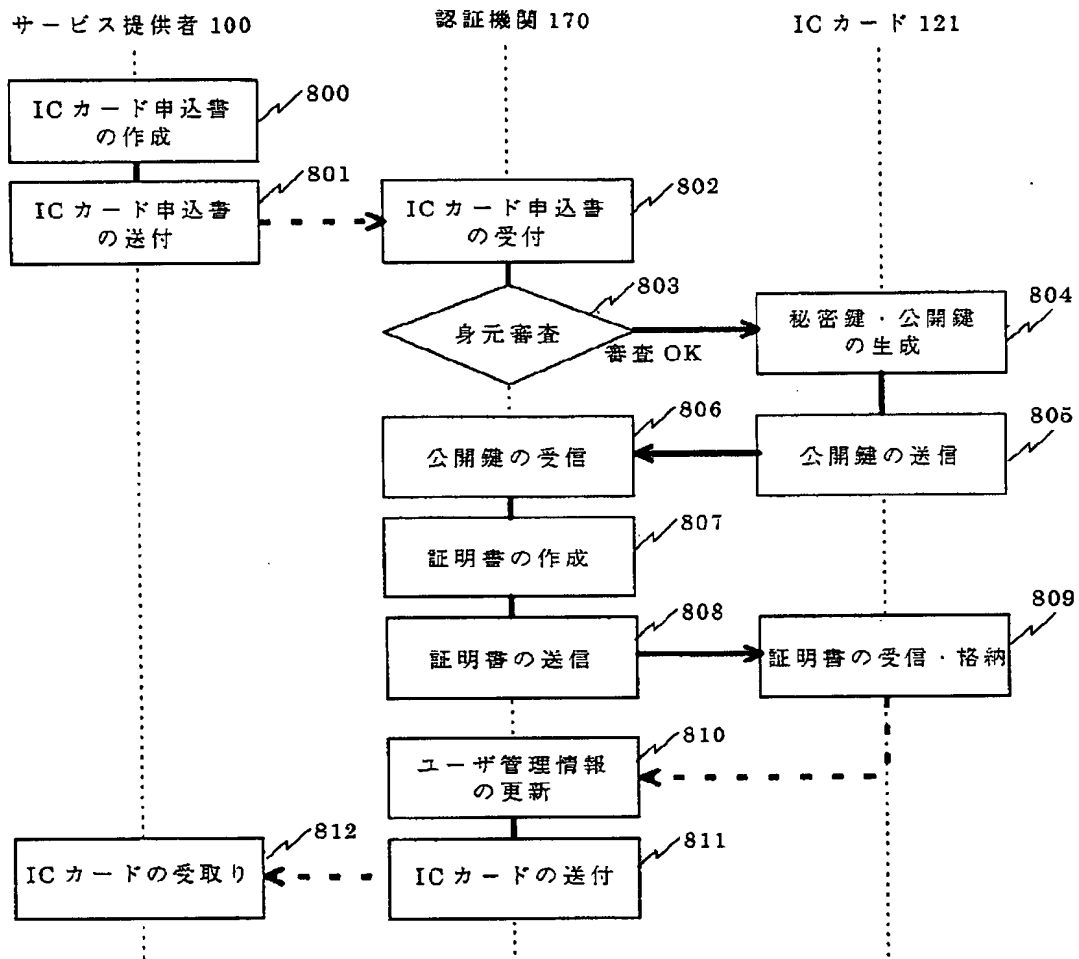 サービス提供者 100
認証機関 170
ICカード 121
ICカード申込書
の作成
800
ICカード申込書
の送付
801
ICカード申込書
の受付
802
身元審査
803
審査 OK
秘密鍵・公開鍵
の生成
804
公開鍵の送信
805
公開鍵の受信
806
証明書の作成
807
証明書の送信
808
証明書の受信・格納
809
ユーザ管理情報
の更新
810
ICカードの送付
811
ICカードの受取り
812